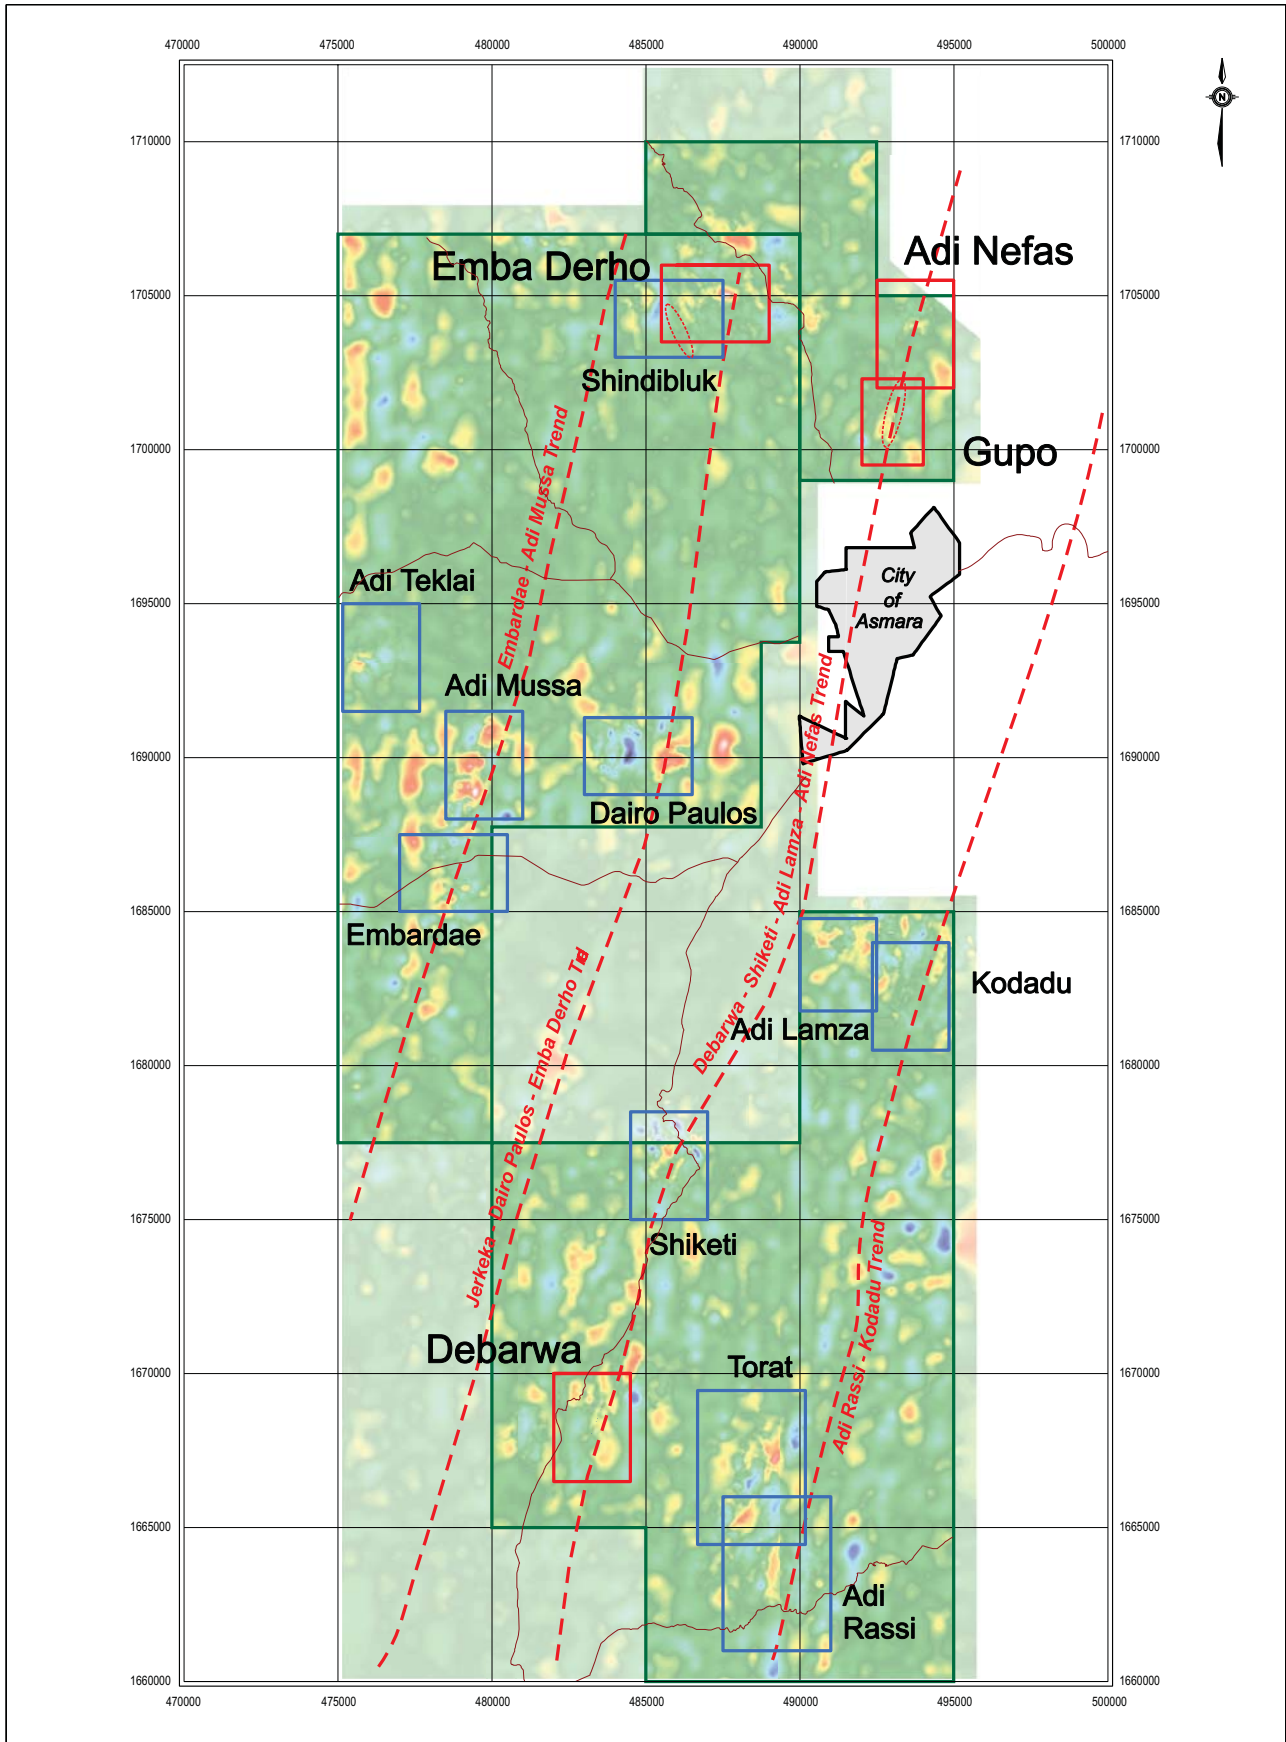 470000 475000 480000 485000 490000 495000 500000
N
1710000 1710000
Adi Nefas
Emba Derho
1705000 1705000
Shindibluk
1700000 1700000
Gupo
Embardae - Adi Mussa Trend
City
of
Asmara
Adi Teklai
1695000 1695000
Adi Mussa
1690000 1690000
Dairo Paulos
Debarwa - Shiketi - Adi Lamza - Adi Nefas Trend
1685000 1685000
Embardae
Kodadu
Adi Lamza
1680000 1680000
Jerkeka - Dairo Paulos - Emba Derho
1675000 1675000
Shiketi
Adi Rassi - Kodadu Trend
Debarwa
1670000 1670000
Torat
1665000 1665000
Adi
Rassi
1660000 1660000
470000 475000 480000 485000 490000 495000 500000